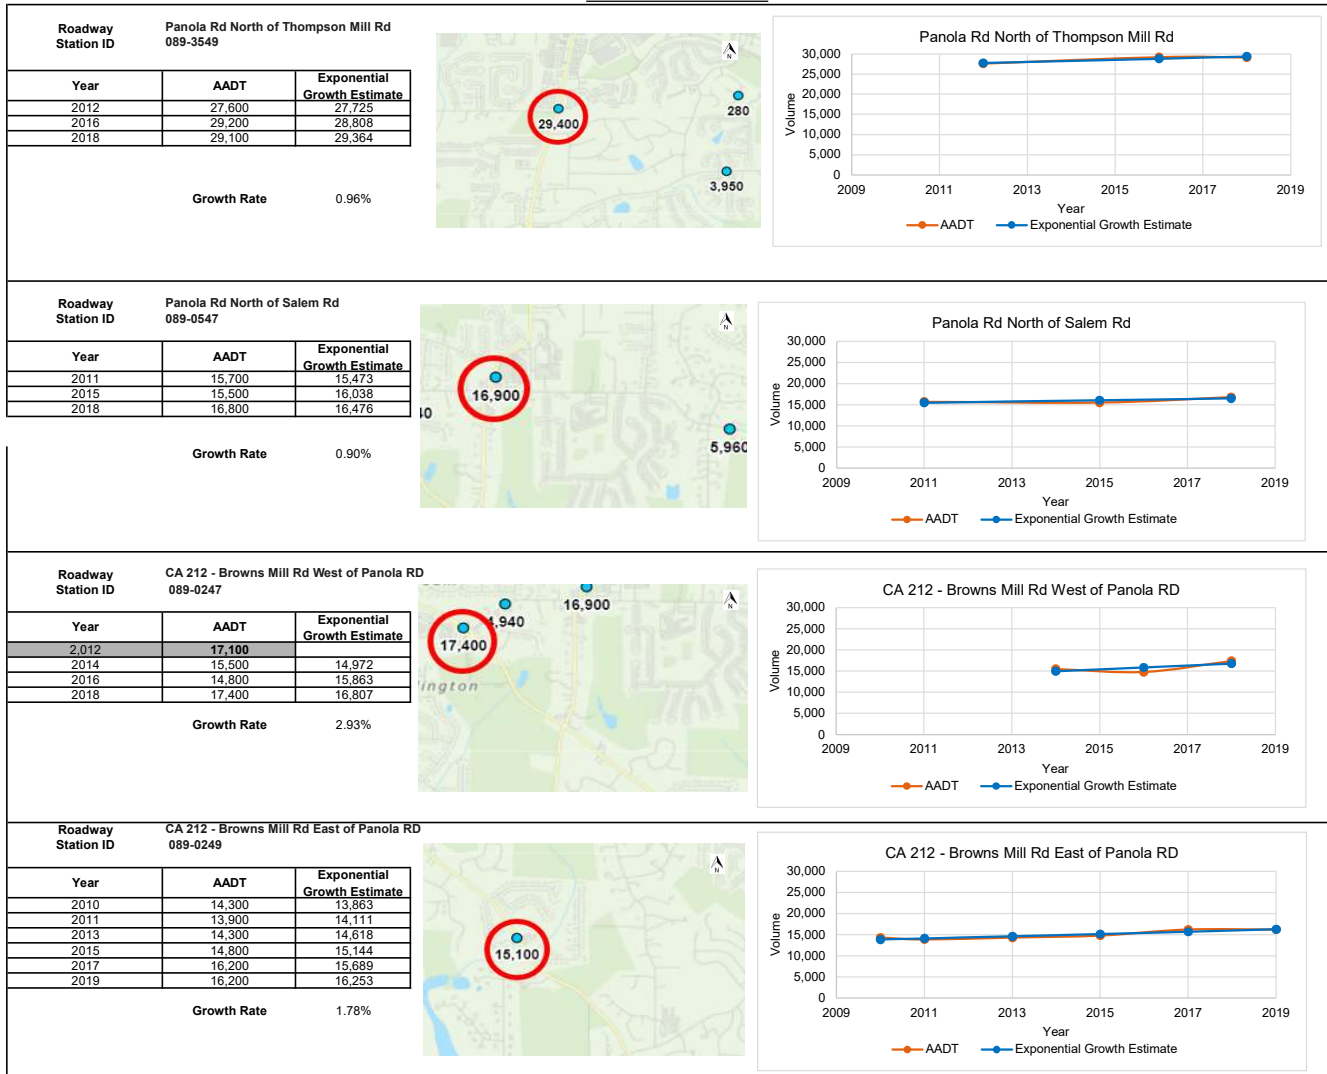 Roadway Panola Rd North of Thompson Mill Rd
Station ID 089-3549
Year AADT Exponential Growth Estimate
2012 27,600 27,725
2016 29,200 28,808
2018 29,100 29,364
Growth Rate 0.96%
N
29,400
280
3,950
Panola Rd North of Thompson Mill Rd
30,000
25,000
20,000
15,000
10,000
5,000
0
Volume
2009 2011 2013 2015 2017 2019
Year
AADT Exponential Growth Estimate
Roadway Panola Rd North of Salem Rd
Station ID 089-0547
Year AADT Exponential Growth Estimate
2011 15,700 15,473
2015 15,500 16,038
2018 16,800 16,476
Growth Rate 0.90%
N
16,900
40
5,960
Panola Rd North of Salem Rd
30,000
25,000
20,000
15,000
10,000
5,000
0
Volume
2009 2011 2013 2015 2017 2019
Year
AADT Exponential Growth Estimate
Roadway CA 212 - Browns Mill Rd West of Panola RD
Station ID 089-0247
Year AADT Exponential Growth Estimate
2,012 17,100
2014 15,500 14,972
2016 14,800 15,863
2018 17,400 16,807
Growth Rate 2.93%
N
16,900
4,940
17,400
ington
CA 212 - Browns Mill Rd West of Panola RD
30,000
25,000
20,000
15,000
10,000
5,000
0
Volume
2009 2011 2013 2015 2017 2019
Year
AADT Exponential Growth Estimate
Roadway CA 212 - Browns Mill Rd East of Panola RD
Station ID 089-0249
Year AADT Exponential Growth Estimate
2010 14,300 13,863
2011 13,900 14,111
2013 14,300 14,618
2015 14,800 15,144
2017 16,200 15,689
2019 16,200 16,253
Growth Rate 1.78%
N
15,100
CA 212 - Browns Mill Rd East of Panola RD
30,000
25,000
20,000
15,000
10,000
5,000
0
Volume
2009 2011 2013 2015 2017 2019
Year
AADT Exponential Growth Estimate